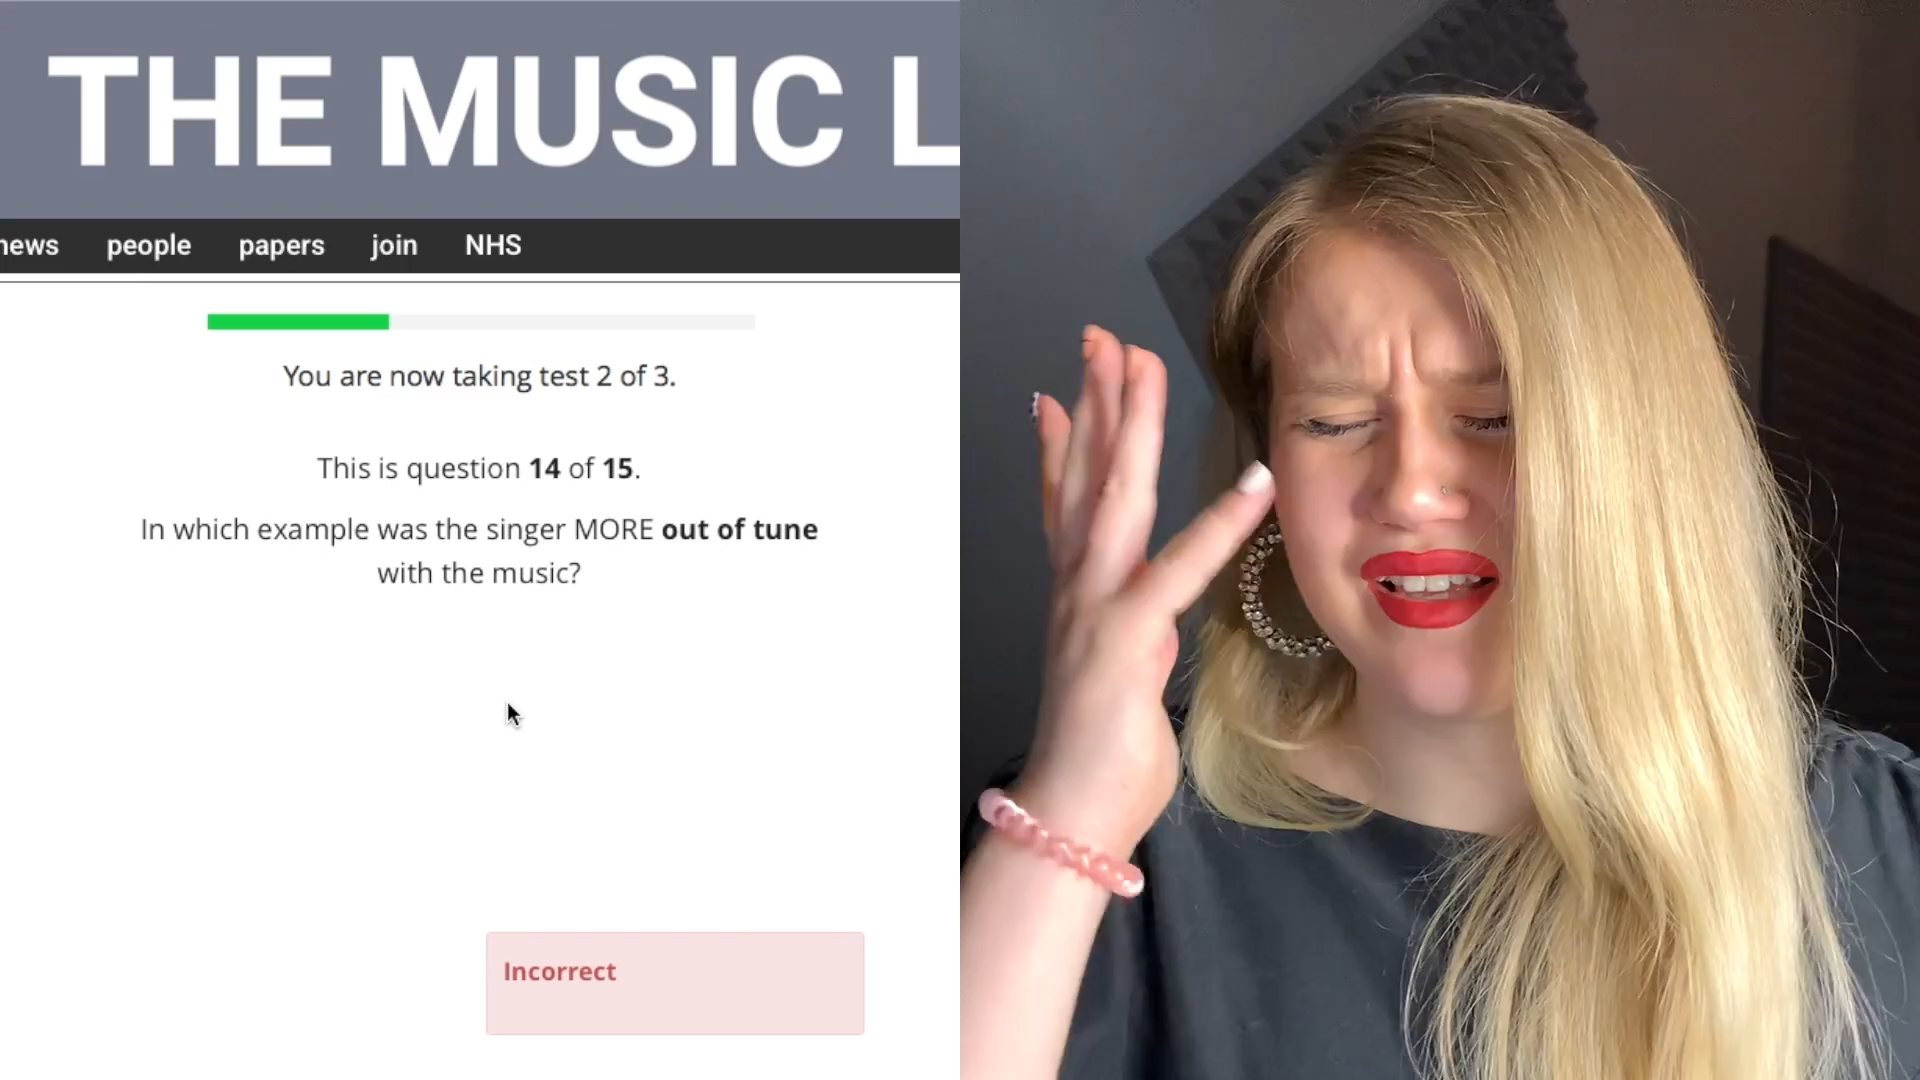 THE MUSIC L
news people papers join NHS
You are now taking test 2 of 3.
This is question 14 of 15.
In which example was the singer MORE out of tune
with the music?
Incorrect